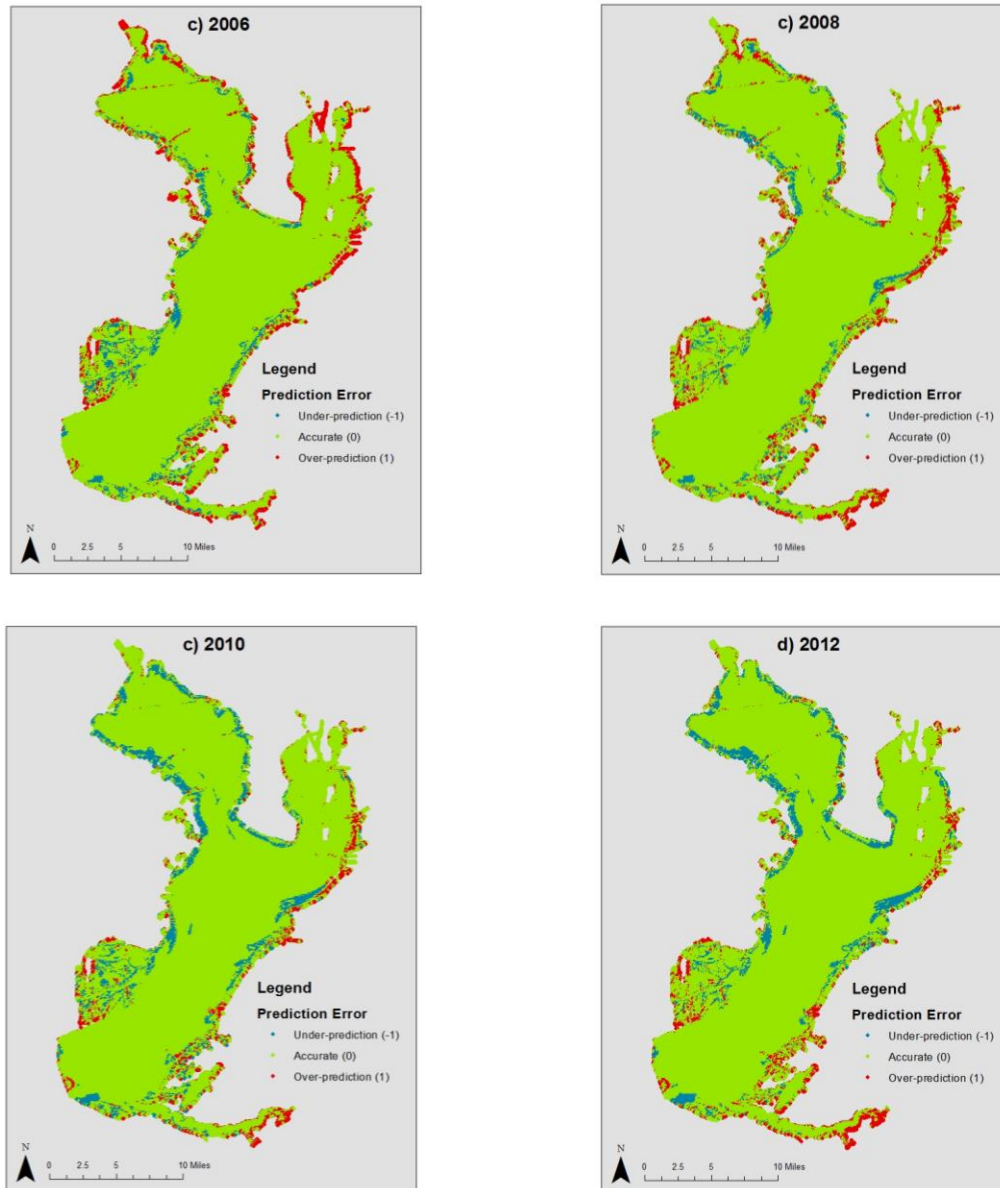 c) 2006
Legend
Prediction Error
Under-prediction (-1)
Accurate (0)
Over-prediction (1)
N
0 2.5 5 10 Miles
c) 2008
Legend
Prediction Error
Under-prediction (-1)
Accurate (0)
Over-prediction (1)
N
0 2.5 5 10 Miles
c) 2010
Legend
Prediction Error
Under-prediction (-1)
Accurate (0)
Over-prediction (1)
N
0 2.5 5 10 Miles
d) 2012
Legend
Prediction Error
Under-prediction (-1)
Accurate (0)
Over-prediction (1)
N
0 2.5 5 10 Miles